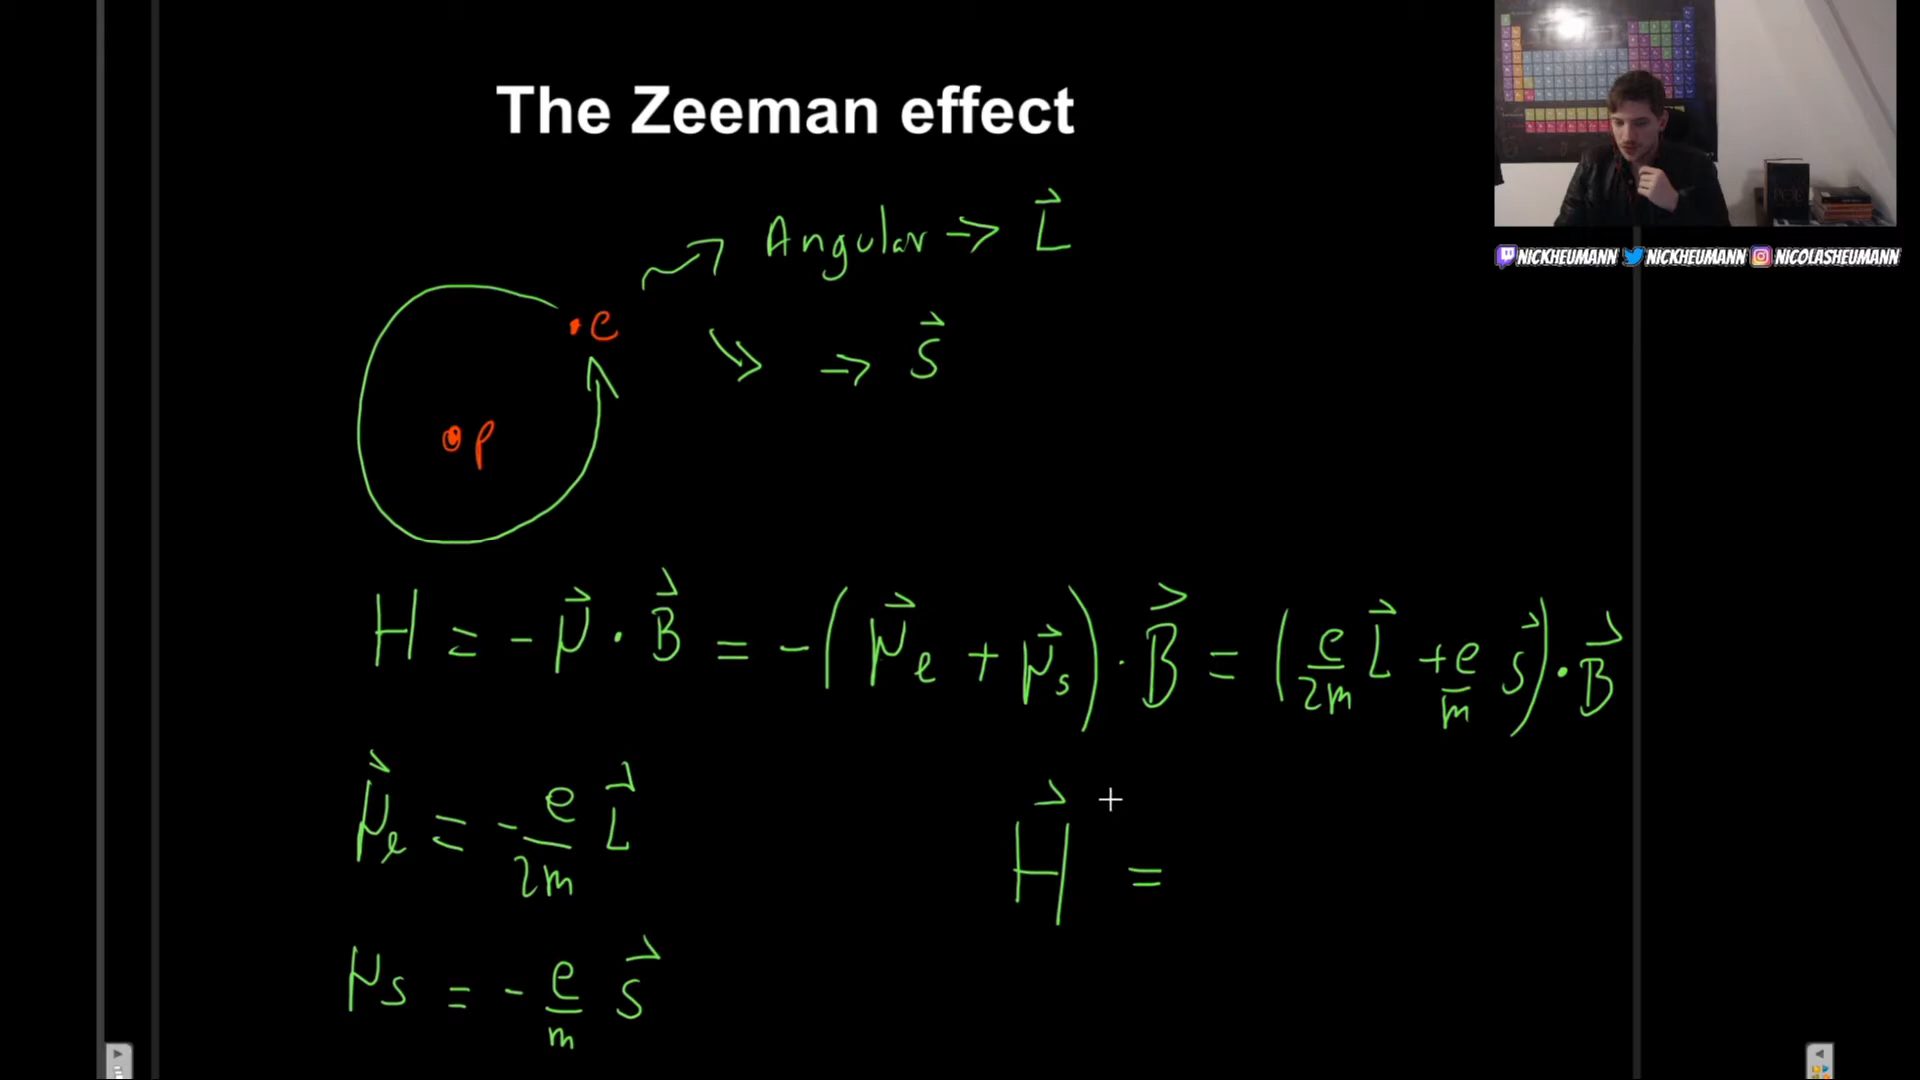 The Zeeman effect
Angular ⇒ L⃗
• e
⇒ S⃗
p
NICKHEUMANN NICKHEUMANN NICOLASHEUMANN
H = - μ⃗ · B⃗ = - ( μ⃗ₗ + μ⃗ₛ ) · B⃗ = ( e/2m L⃗ + e/m S⃗ ) · B⃗
μ⃗ₗ = - e/2m L⃗
H⃗ =
μₛ = - e/m S⃗